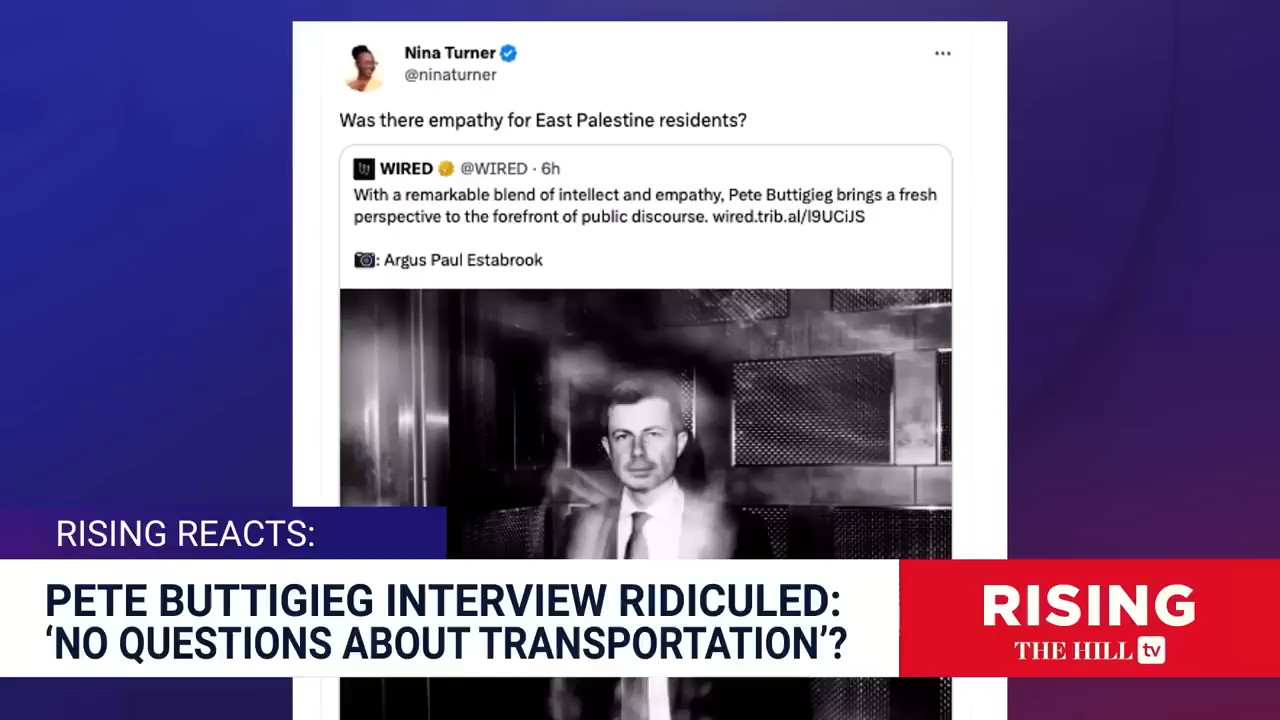 Nina Turner
@ninaturner
Was there empathy for East Palestine residents?
WIRED @WIRED · 6h
With a remarkable blend of intellect and empathy, Pete Buttigieg brings a fresh
perspective to the forefront of public discourse. wired.trib.al/l9UCiJS
: Argus Paul Estabrook
RISING REACTS:
PETE BUTTIGIEG INTERVIEW RIDICULED:
‘NO QUESTIONS ABOUT TRANSPORTATION’?
RISING
THE HILL tv